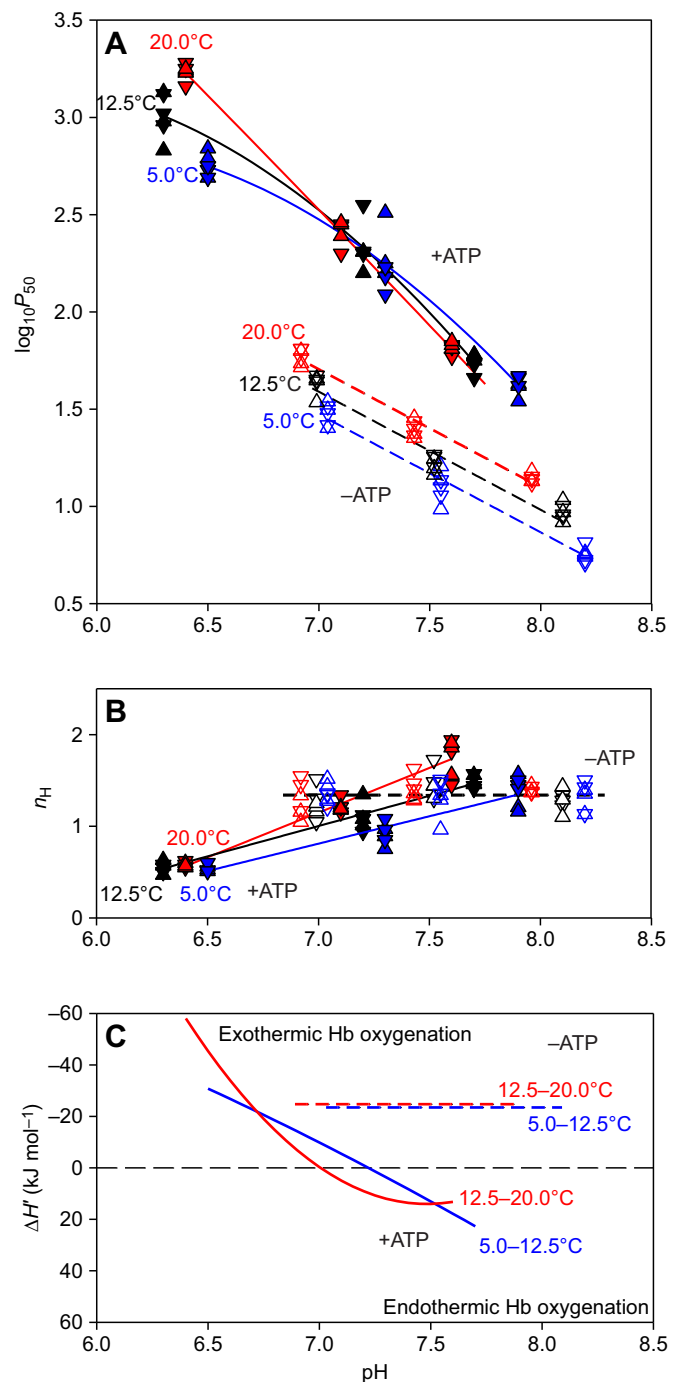 A
3.5
3.0
2.5
2.0
1.5
1.0
0.5
log10P50
20.0°C
12.5°C
5.0°C
+ATP
20.0°C
12.5°C
5.0°C
–ATP
6.0 6.5 7.0 7.5 8.0 8.5
B
2
1
0
nH
–ATP
20.0°C
12.5°C
5.0°C
+ATP
6.0 6.5 7.0 7.5 8.0 8.5
C
–60
–40
–20
0
20
40
60
ΔH′ (kJ mol–1)
Exothermic Hb oxygenation
–ATP
12.5–20.0°C
5.0–12.5°C
12.5–20.0°C
+ATP
5.0–12.5°C
Endothermic Hb oxygenation
6.0 6.5 7.0 7.5 8.0 8.5
pH